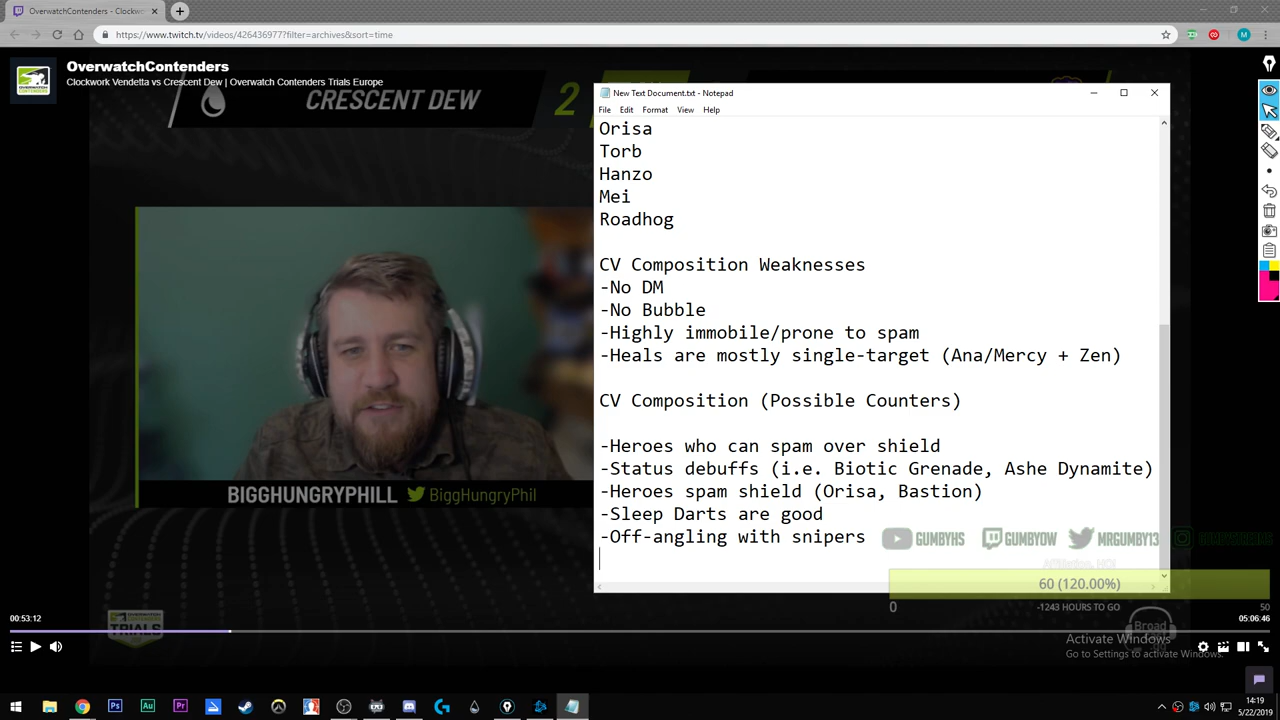 OverwatchContenders - Clockw
https://www.twitch.tv/videos/426436977?filter=archives&sort=time
M
OverwatchContenders
Clockwork Vendetta vs Crescent Dew | Overwatch Contenders Trials Europe
CRESCENT DEW
2
New Text Document.txt - Notepad
File Edit Format View Help
Orisa
Torb
Hanzo
Mei
Roadhog
CV Composition Weaknesses
-No DM
-No Bubble
-Highly immobile/prone to spam
-Heals are mostly single-target (Ana/Mercy + Zen)
CV Composition (Possible Counters)
-Heroes who can spam over shield
-Status debuffs (i.e. Biotic Grenade, Ashe Dynamite)
-Heroes spam shield (Orisa, Bastion)
-Sleep Darts are good
-Off-angling with snipers
BIGGHUNGRYPHILL BiggHungryPhil
GUMBYHS GUMBYOW MRGUMBY13
60 (120.00%)
0 -1243 HOURS TO GO 50
00:53:12 05:06:46
TRIALS
Broad
Activate Windows
Go to Settings to activate Windows.
Ps Au Pr
14:19
5/22/2019